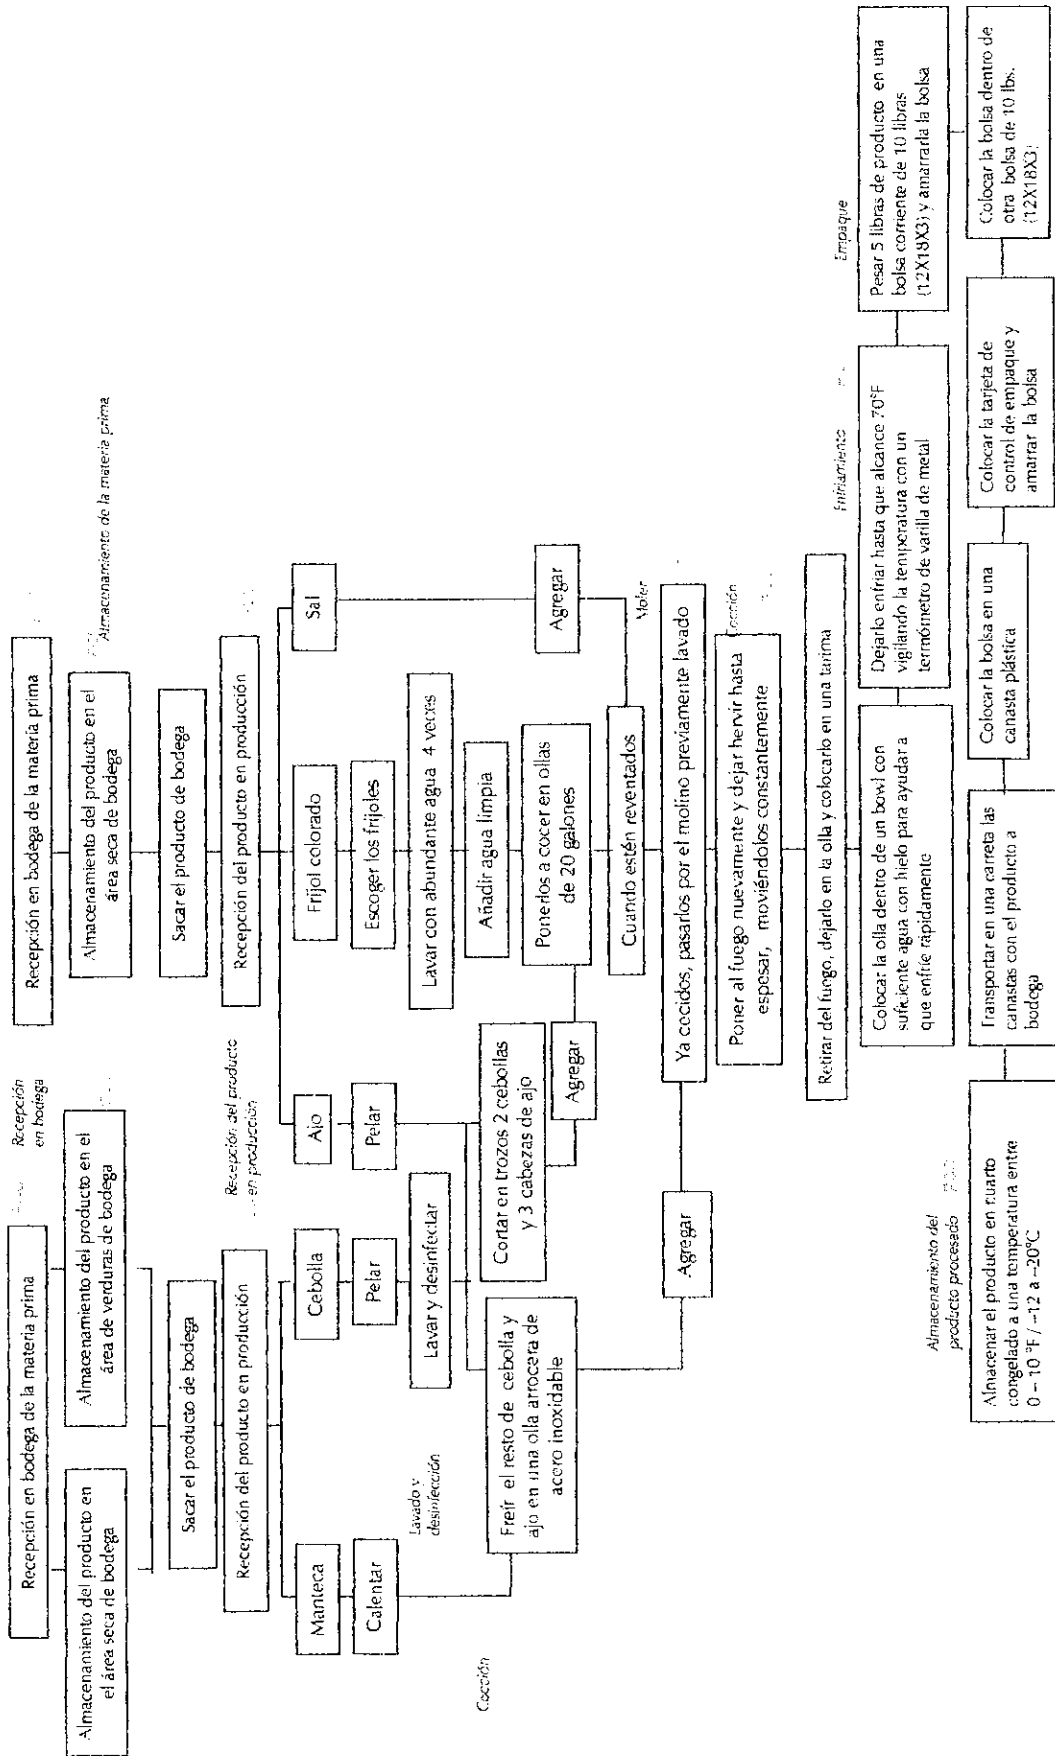 Recepción en bodega de la materia prima
Recepción
en bodega
Recepción en bodega de la materia prima
Almacenamiento del producto en
el área seca de bodega
Almacenamiento del producto en el
área de verduras de bodega
Almacenamiento del producto en el
área seca de bodega
Almacenamiento de la materia prima
Sacar el producto de bodega
Sacar el producto de bodega
Recepción del producto en producción
Recepción del producto
en producción
Recepción del producto en producción
Manteca
Cebolla
Ajo
Frijol colorado
Sal
Calentar
Pelar
Pelar
Escoger los frijoles
Lavado y
desinfección
Lavar y desinfectar
Lavar con abundante agua 4 veces
Añadir agua limpia
Cocción
Freír el resto de cebolla y
ajo en una olla arrocera de
acero inoxidable
Cortar en trozos 2 cebollas
y 3 cabezas de ajo
Ponerlos a cocer en ollas
de 20 galones
Agregar
Agregar
Cuando estén reventados
Moler
Agregar
Ya cocidos, pasarlos por el molino previamente lavado
Cocción
Poner al fuego nuevamente y dejar hervir hasta
espesar, moviéndolos constantemente
Retirar del fuego, dejarlo en la olla y colocarlo en una tarima
Enfriamiento
Empaque
Colocar la olla dentro de un bowl con
suficiente agua con hielo para ayudar a
que enfríe rápidamente
Dejarlo enfriar hasta que alcance 70°F
vigilando la temperatura con un
termómetro de varilla de metal
Pesar 5 libras de producto en una
bolsa corriente de 10 libras
(12X18X3) y amarrarla la bolsa
Almacenamiento del
producto procesado
Almacenar el producto en cuarto
congelado a una temperatura entre
0 – 10 °F / –12 a –20°C
Transportar en una carreta las
canastas con el producto a
bodega
Colocar la bolsa en una
canasta plástica
Colocar la tarjeta de
control de empaque y
amarrar la bolsa
Colocar la bolsa dentro de
otra bolsa de 10 lbs.
(12X18X3)